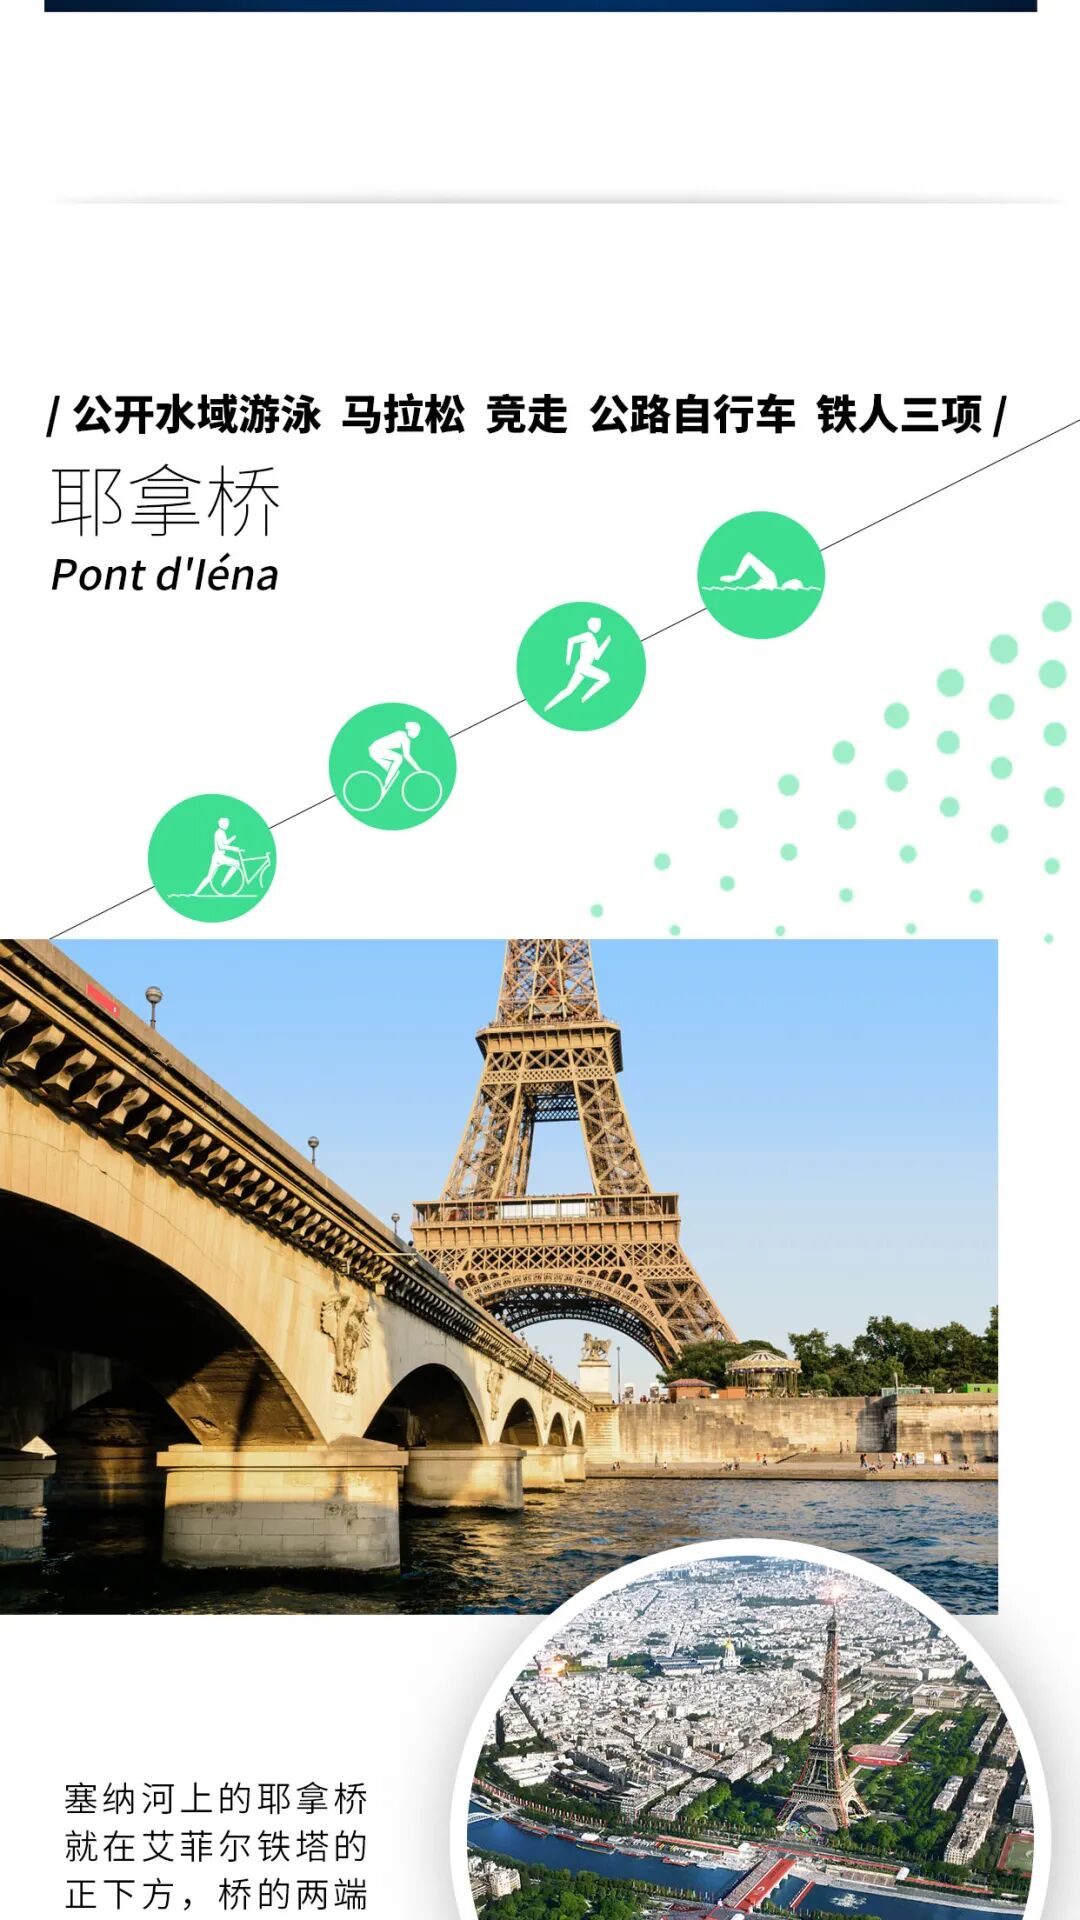 / 公开水域游泳 马拉松 竞走 公路自行车 铁人三项 /
耶拿桥
Pont d'Iéna
塞纳河上的耶拿桥
就在艾菲尔铁塔的
正下方，桥的两端